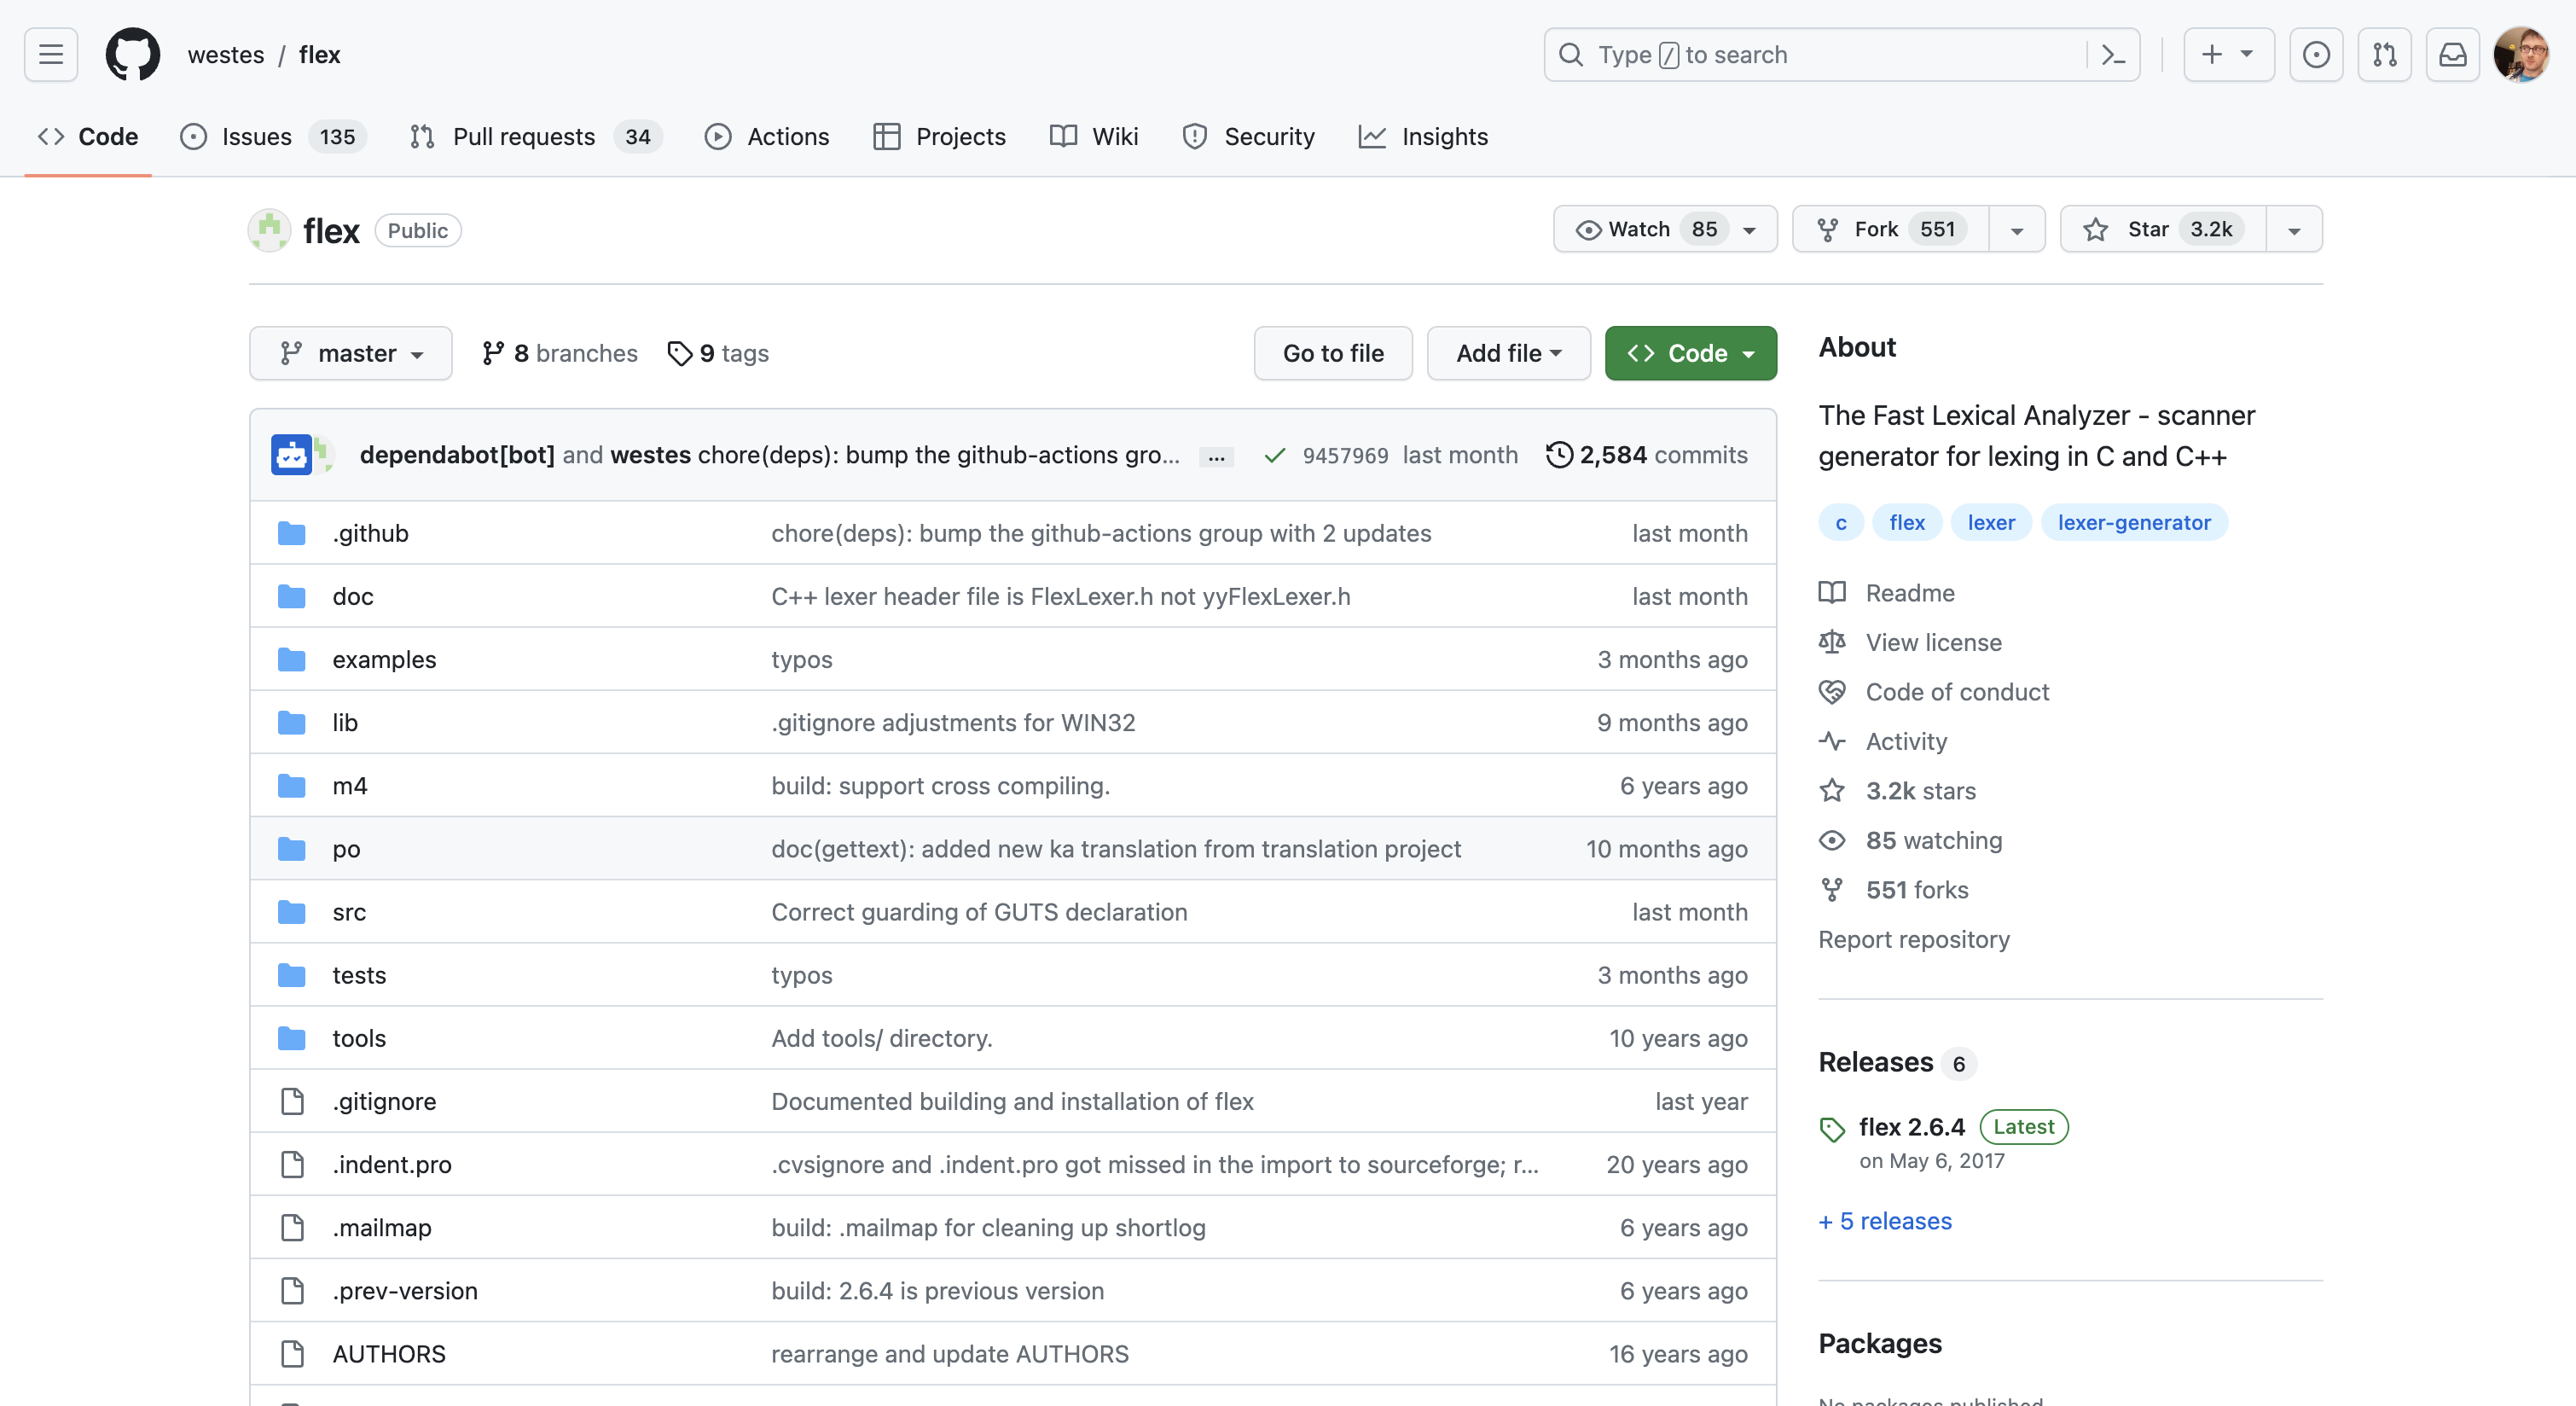 westes / flex
Type / to search
Code
Issues 135
Pull requests 34
Actions
Projects
Wiki
Security
Insights
flex Public
Watch 85
Fork 551
Star 3.2k
master
8 branches
9 tags
Go to file
Add file
Code
dependabot[bot] and westes chore(deps): bump the github-actions gro... ... 9457969 last month 2,584 commits
.github chore(deps): bump the github-actions group with 2 updates last month
doc C++ lexer header file is FlexLexer.h not yyFlexLexer.h last month
examples typos 3 months ago
lib .gitignore adjustments for WIN32 9 months ago
m4 build: support cross compiling. 6 years ago
po doc(gettext): added new ka translation from translation project 10 months ago
src Correct guarding of GUTS declaration last month
tests typos 3 months ago
tools Add tools/ directory. 10 years ago
.gitignore Documented building and installation of flex last year
.indent.pro .cvsignore and .indent.pro got missed in the import to sourceforge; r... 20 years ago
.mailmap build: .mailmap for cleaning up shortlog 6 years ago
.prev-version build: 2.6.4 is previous version 6 years ago
AUTHORS rearrange and update AUTHORS 16 years ago
About
The Fast Lexical Analyzer - scanner
generator for lexing in C and C++
c flex lexer lexer-generator
Readme
View license
Code of conduct
Activity
3.2k stars
85 watching
551 forks
Report repository
Releases 6
flex 2.6.4 Latest
on May 6, 2017
+ 5 releases
Packages
No packages published